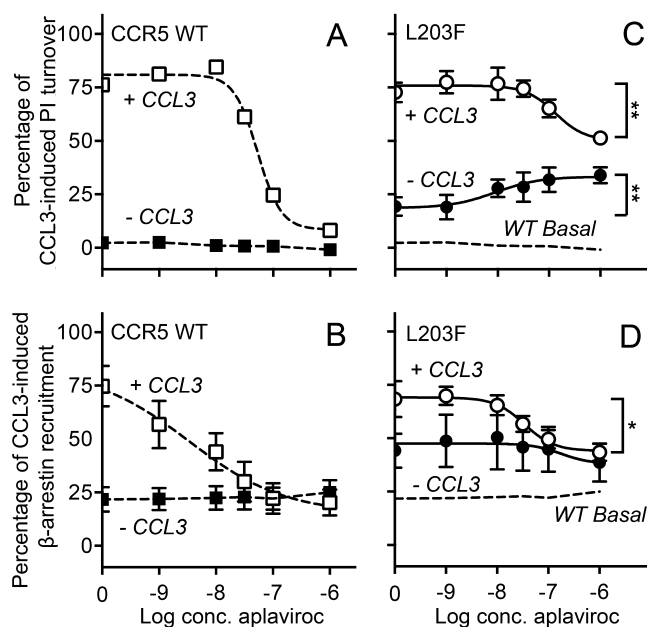 Percentage of
CCL3-induced PI turnover
100
75
50
25
0
CCR5 WT
A
+ CCL3
- CCL3
L203F
C
+ CCL3
**
- CCL3
**
WT Basal
Percentage of CCL3-induced
β-arrestin recruitment
100
75
50
25
0
CCR5 WT
B
+ CCL3
- CCL3
0 -9 -8 -7 -6
Log conc. aplaviroc
L203F
D
+ CCL3
*
- CCL3
WT Basal
0 -9 -8 -7 -6
Log conc. aplaviroc